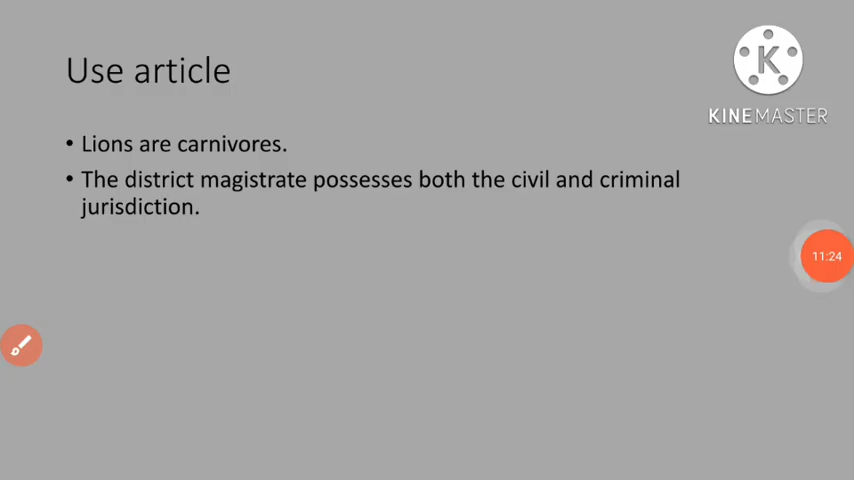 Use article
K
KINEMASTER
• Lions are carnivores.
• The district magistrate possesses both the civil and criminal
jurisdiction.
11:24